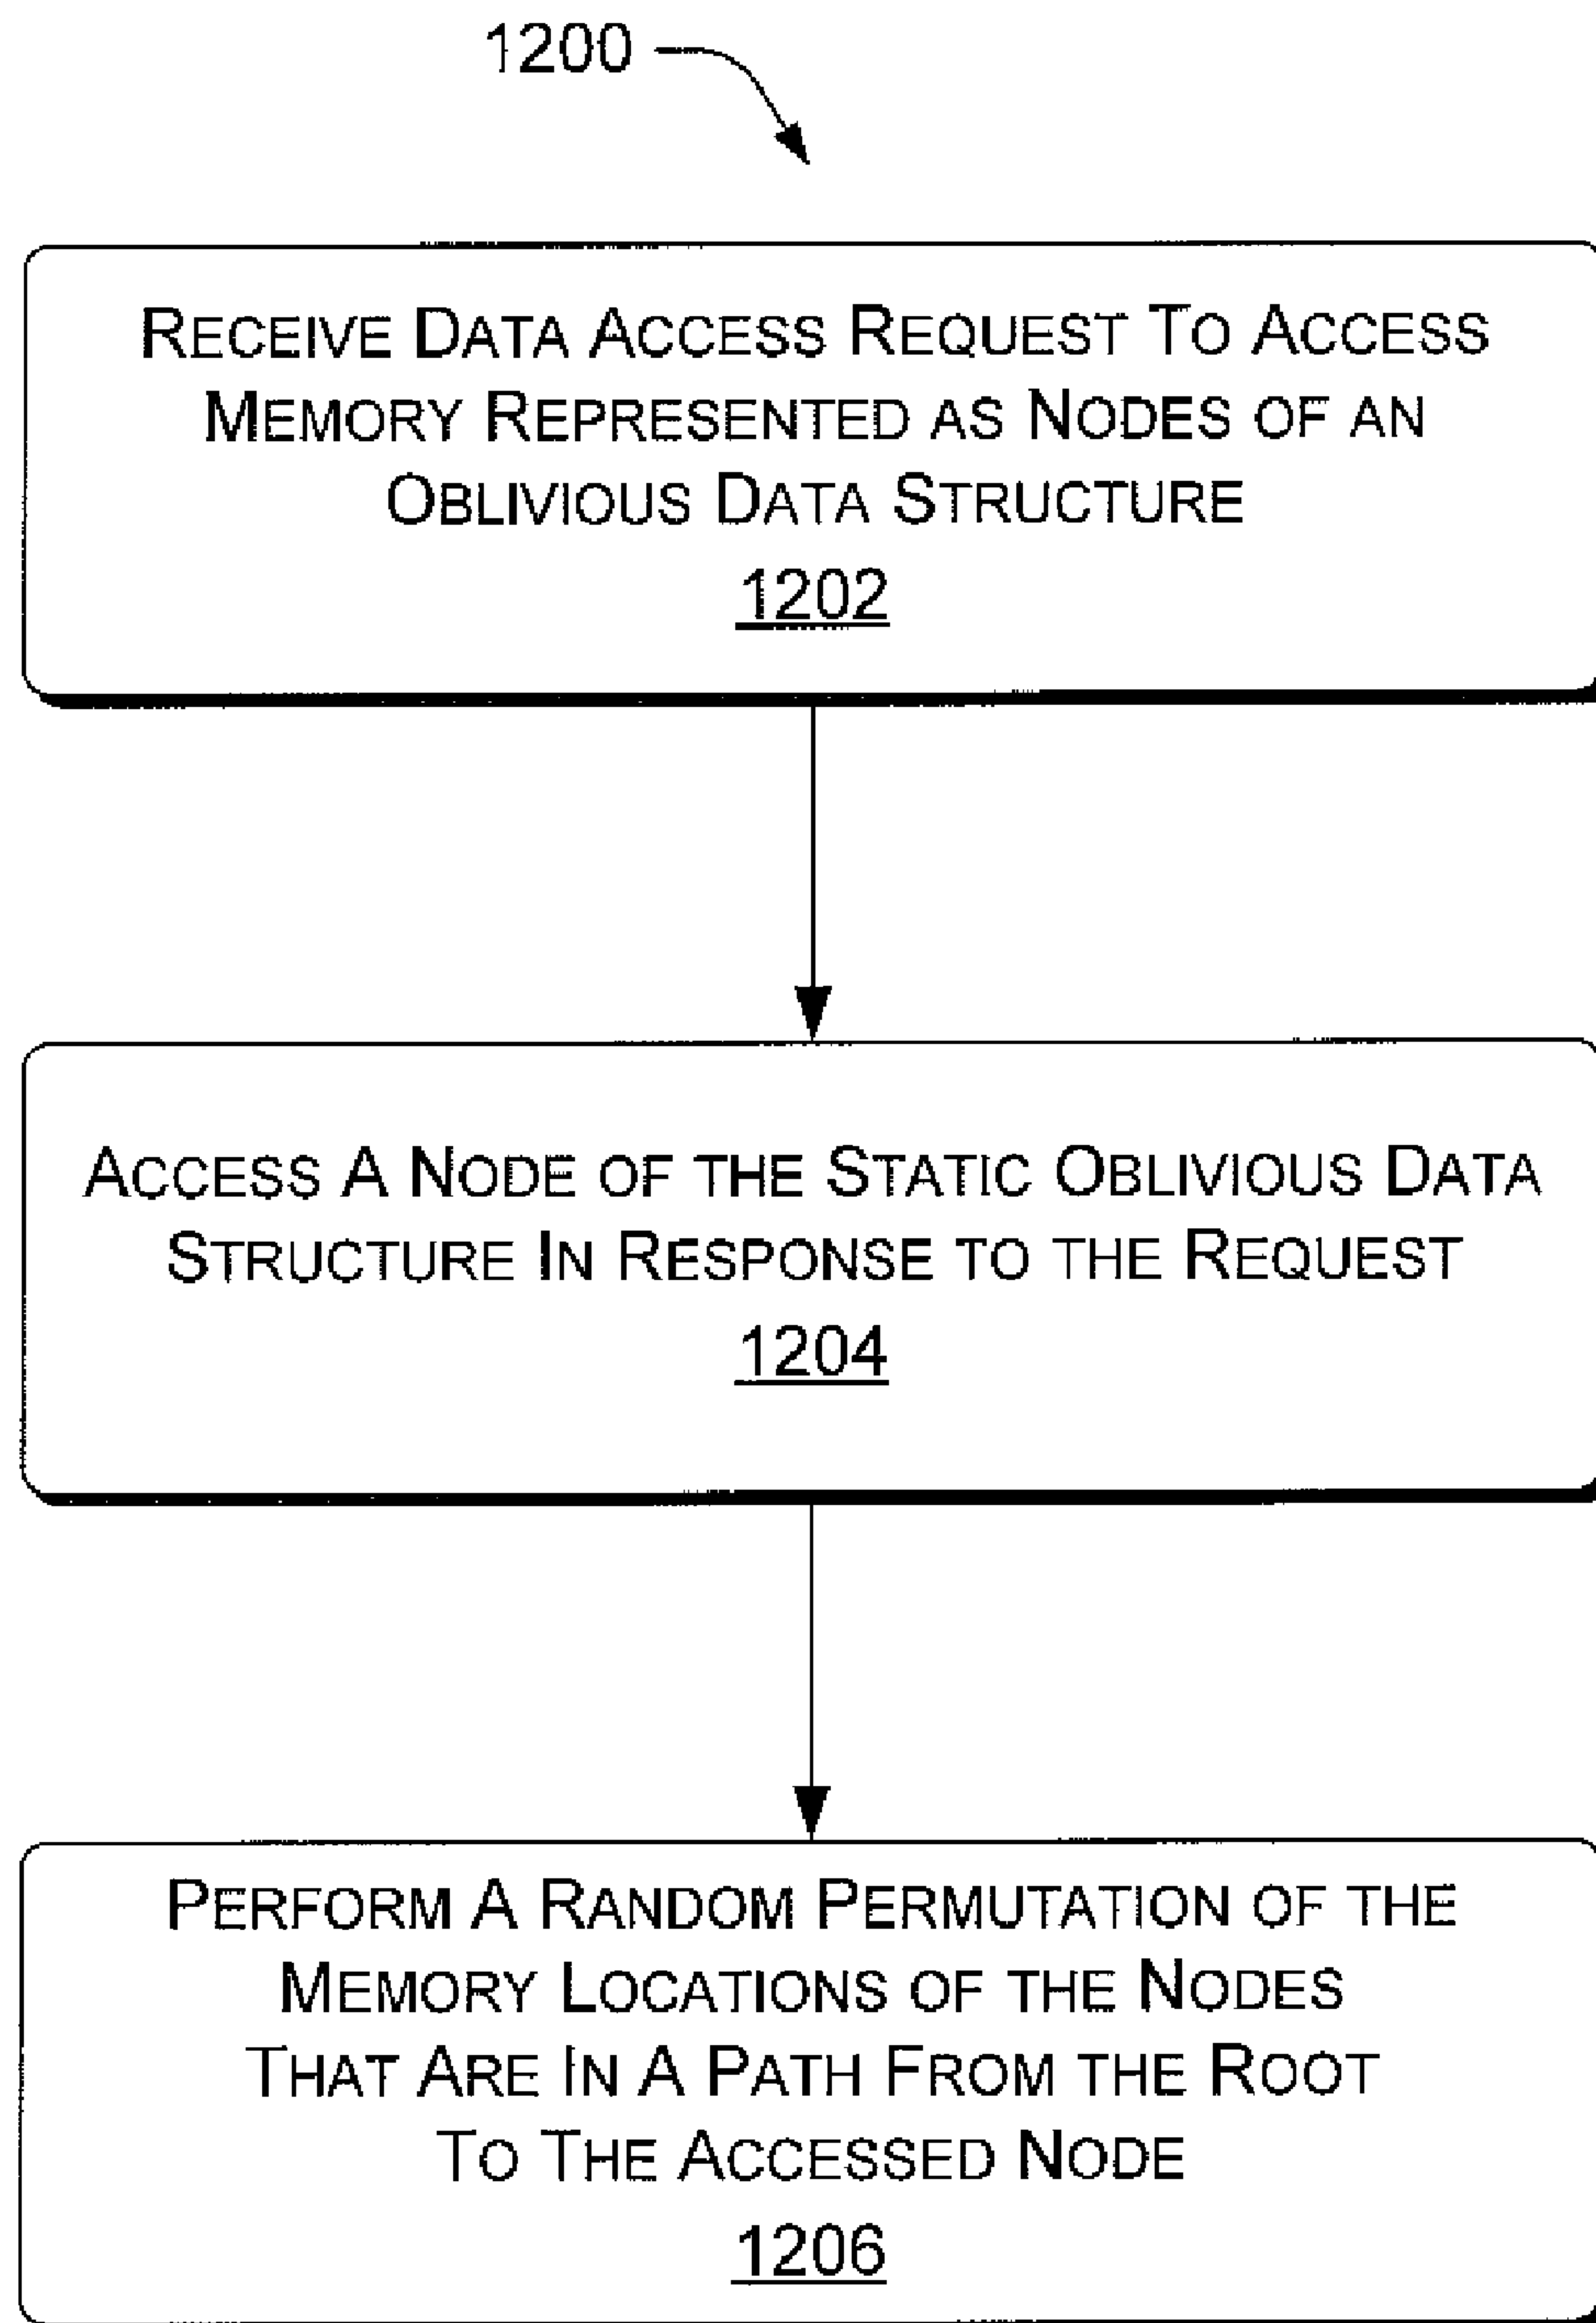 1200
RECEIVE DATA ACCESS REQUEST TO ACCESS
MEMORY REPRESENTED AS NODES OF AN
OBLIVIOUS DATA STRUCTURE
1202
ACCESS A NODE OF THE STATIC OBLIVIOUS DATA
STRUCTURE IN RESPONSE TO THE REQUEST
1204
PERFORM A RANDOM PERMUTATION OF THE
MEMORY LOCATIONS OF THE NODES
THAT ARE IN A PATH FROM THE ROOT
TO THE ACCESSED NODE
1206